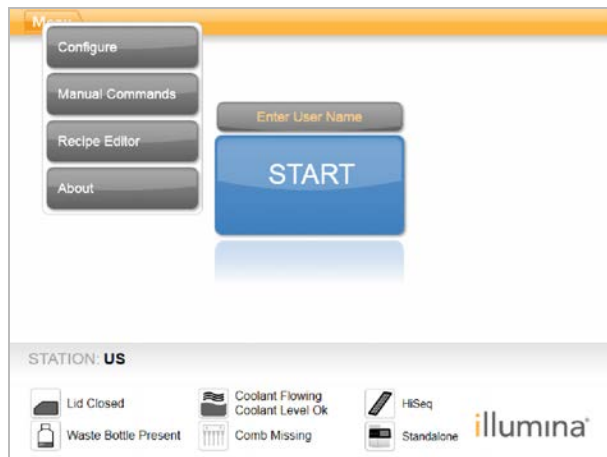 Menu
Configure
Manual Commands
Recipe Editor
About
Enter User Name
START
STATION: US
Lid Closed
Coolant Flowing
Coolant Level Ok
HiSeq
Waste Bottle Present
Comb Missing
Standalone
illumina